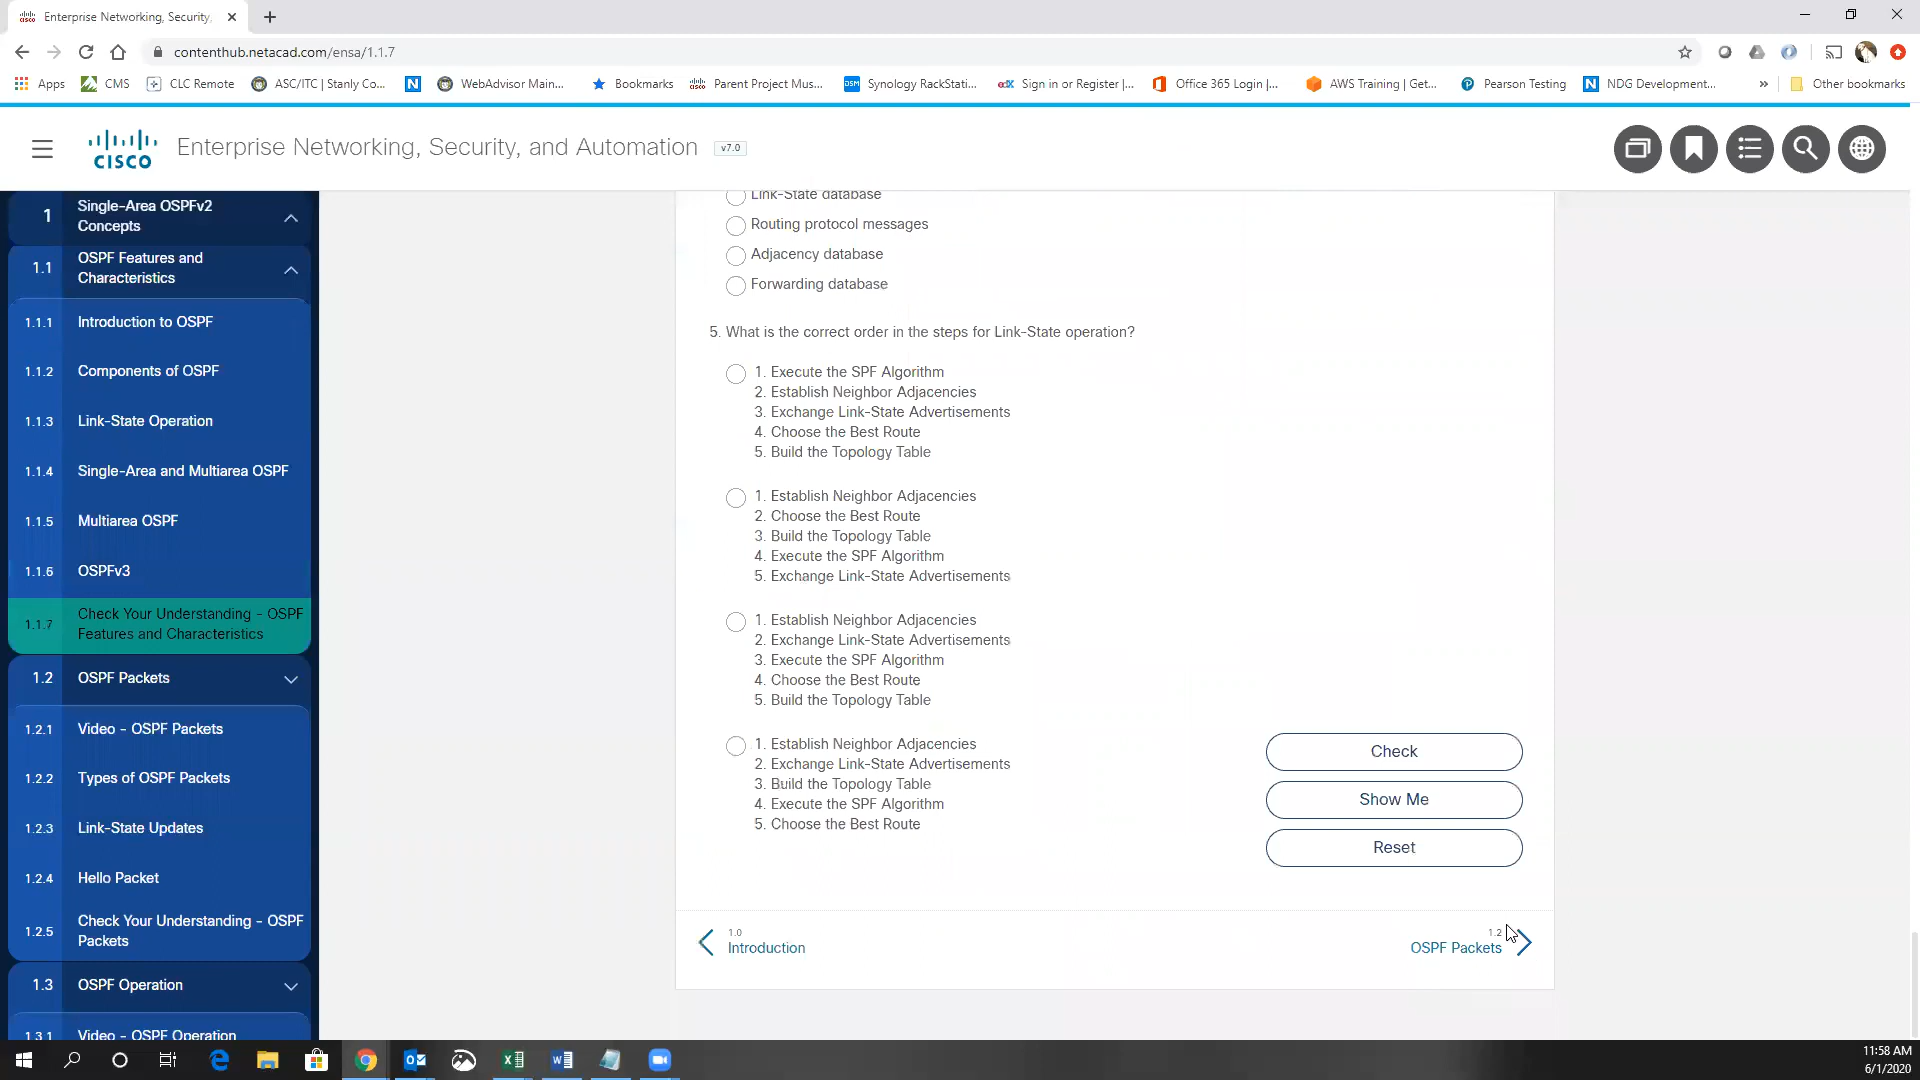 Enterprise Networking, Security,
contenthub.netacad.com/ensa/1.1.7
Apps
CMS
CLC Remote
ASC/ITC | Stanly Co...
WebAdvisor Main...
Bookmarks
Parent Project Mus...
Synology RackStati...
Sign in or Register |...
Office 365 Login |...
AWS Training | Get...
Pearson Testing
NDG Development...
»
Other bookmarks
CISCO
Enterprise Networking, Security, and Automation
v7.0
1
Single-Area OSPFv2
Concepts
1.1
OSPF Features and
Characteristics
1.1.1 Introduction to OSPF
1.1.2 Components of OSPF
1.1.3 Link-State Operation
1.1.4 Single-Area and Multiarea OSPF
1.1.5 Multiarea OSPF
1.1.6 OSPFv3
1.1.7
Check Your Understanding - OSPF
Features and Characteristics
1.2 OSPF Packets
1.2.1 Video - OSPF Packets
1.2.2 Types of OSPF Packets
1.2.3 Link-State Updates
1.2.4 Hello Packet
1.2.5
Check Your Understanding - OSPF
Packets
1.3 OSPF Operation
1.3.1 Video - OSPF Operation
Link-State database
Routing protocol messages
Adjacency database
Forwarding database
5. What is the correct order in the steps for Link-State operation?
1. Execute the SPF Algorithm
2. Establish Neighbor Adjacencies
3. Exchange Link-State Advertisements
4. Choose the Best Route
5. Build the Topology Table
1. Establish Neighbor Adjacencies
2. Choose the Best Route
3. Build the Topology Table
4. Execute the SPF Algorithm
5. Exchange Link-State Advertisements
1. Establish Neighbor Adjacencies
2. Exchange Link-State Advertisements
3. Execute the SPF Algorithm
4. Choose the Best Route
5. Build the Topology Table
1. Establish Neighbor Adjacencies
2. Exchange Link-State Advertisements
3. Build the Topology Table
4. Execute the SPF Algorithm
5. Choose the Best Route
Check
Show Me
Reset
1.0
Introduction
1.2
OSPF Packets
11:58 AM
6/1/2020